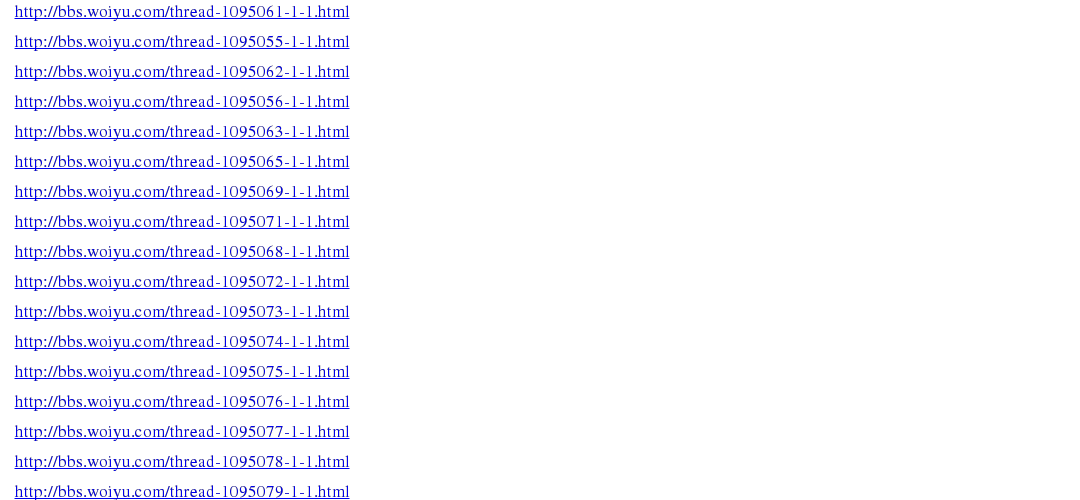 http://bbs.woiyu.com/thread-1095061-1-1.html
http://bbs.woiyu.com/thread-1095055-1-1.html
http://bbs.woiyu.com/thread-1095062-1-1.html
http://bbs.woiyu.com/thread-1095056-1-1.html
http://bbs.woiyu.com/thread-1095063-1-1.html
http://bbs.woiyu.com/thread-1095065-1-1.html
http://bbs.woiyu.com/thread-1095069-1-1.html
http://bbs.woiyu.com/thread-1095071-1-1.html
http://bbs.woiyu.com/thread-1095068-1-1.html
http://bbs.woiyu.com/thread-1095072-1-1.html
http://bbs.woiyu.com/thread-1095073-1-1.html
http://bbs.woiyu.com/thread-1095074-1-1.html
http://bbs.woiyu.com/thread-1095075-1-1.html
http://bbs.woiyu.com/thread-1095076-1-1.html
http://bbs.woiyu.com/thread-1095077-1-1.html
http://bbs.woiyu.com/thread-1095078-1-1.html
http://bbs.woiyu.com/thread-1095079-1-1.html